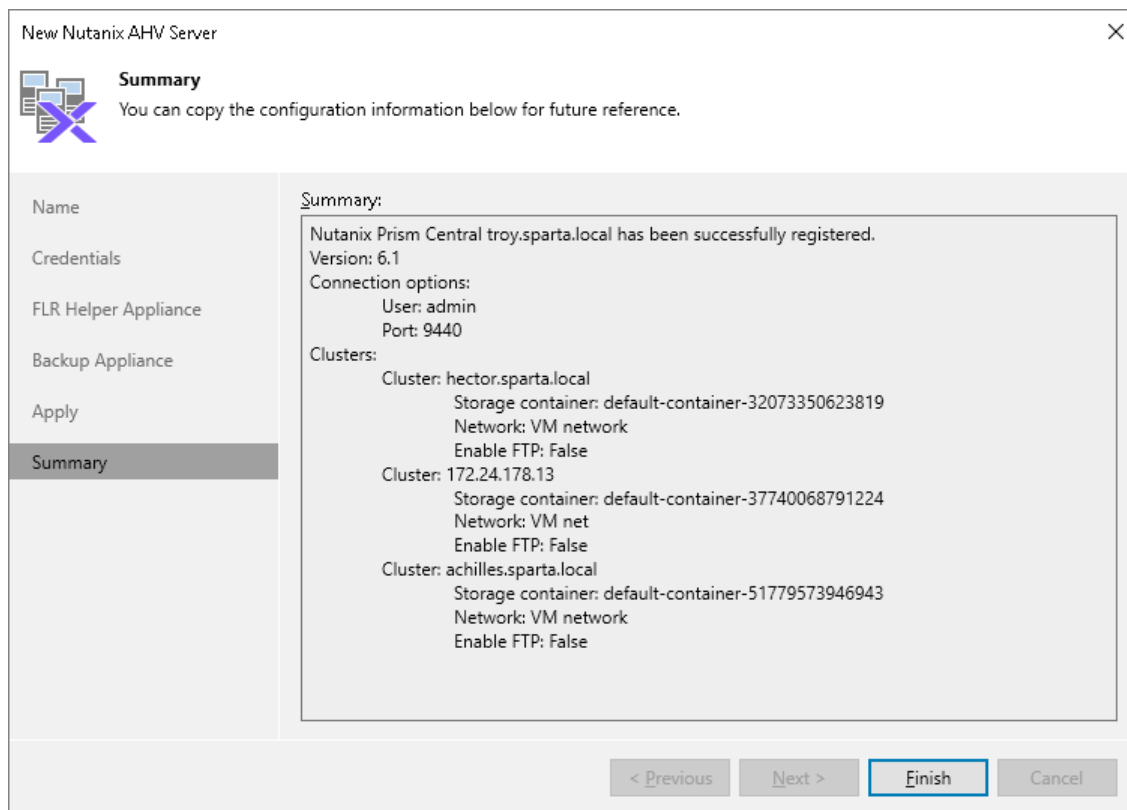 New Nutanix AHV Server
Summary
You can copy the configuration information below for future reference.
Name
Credentials
FLR Helper Appliance
Backup Appliance
Apply
Summary
Summary:
Nutanix Prism Central troy.sparta.local has been successfully registered.
Version: 6.1
Connection options:
User: admin
Port: 9440
Clusters:
Cluster: hector.sparta.local
Storage container: default-container-32073350623819
Network: VM network
Enable FTP: False
Cluster: 172.24.178.13
Storage container: default-container-37740068791224
Network: VM net
Enable FTP: False
Cluster: achilles.sparta.local
Storage container: default-container-51779573946943
Network: VM network
Enable FTP: False
< Previous
Next >
Finish
Cancel